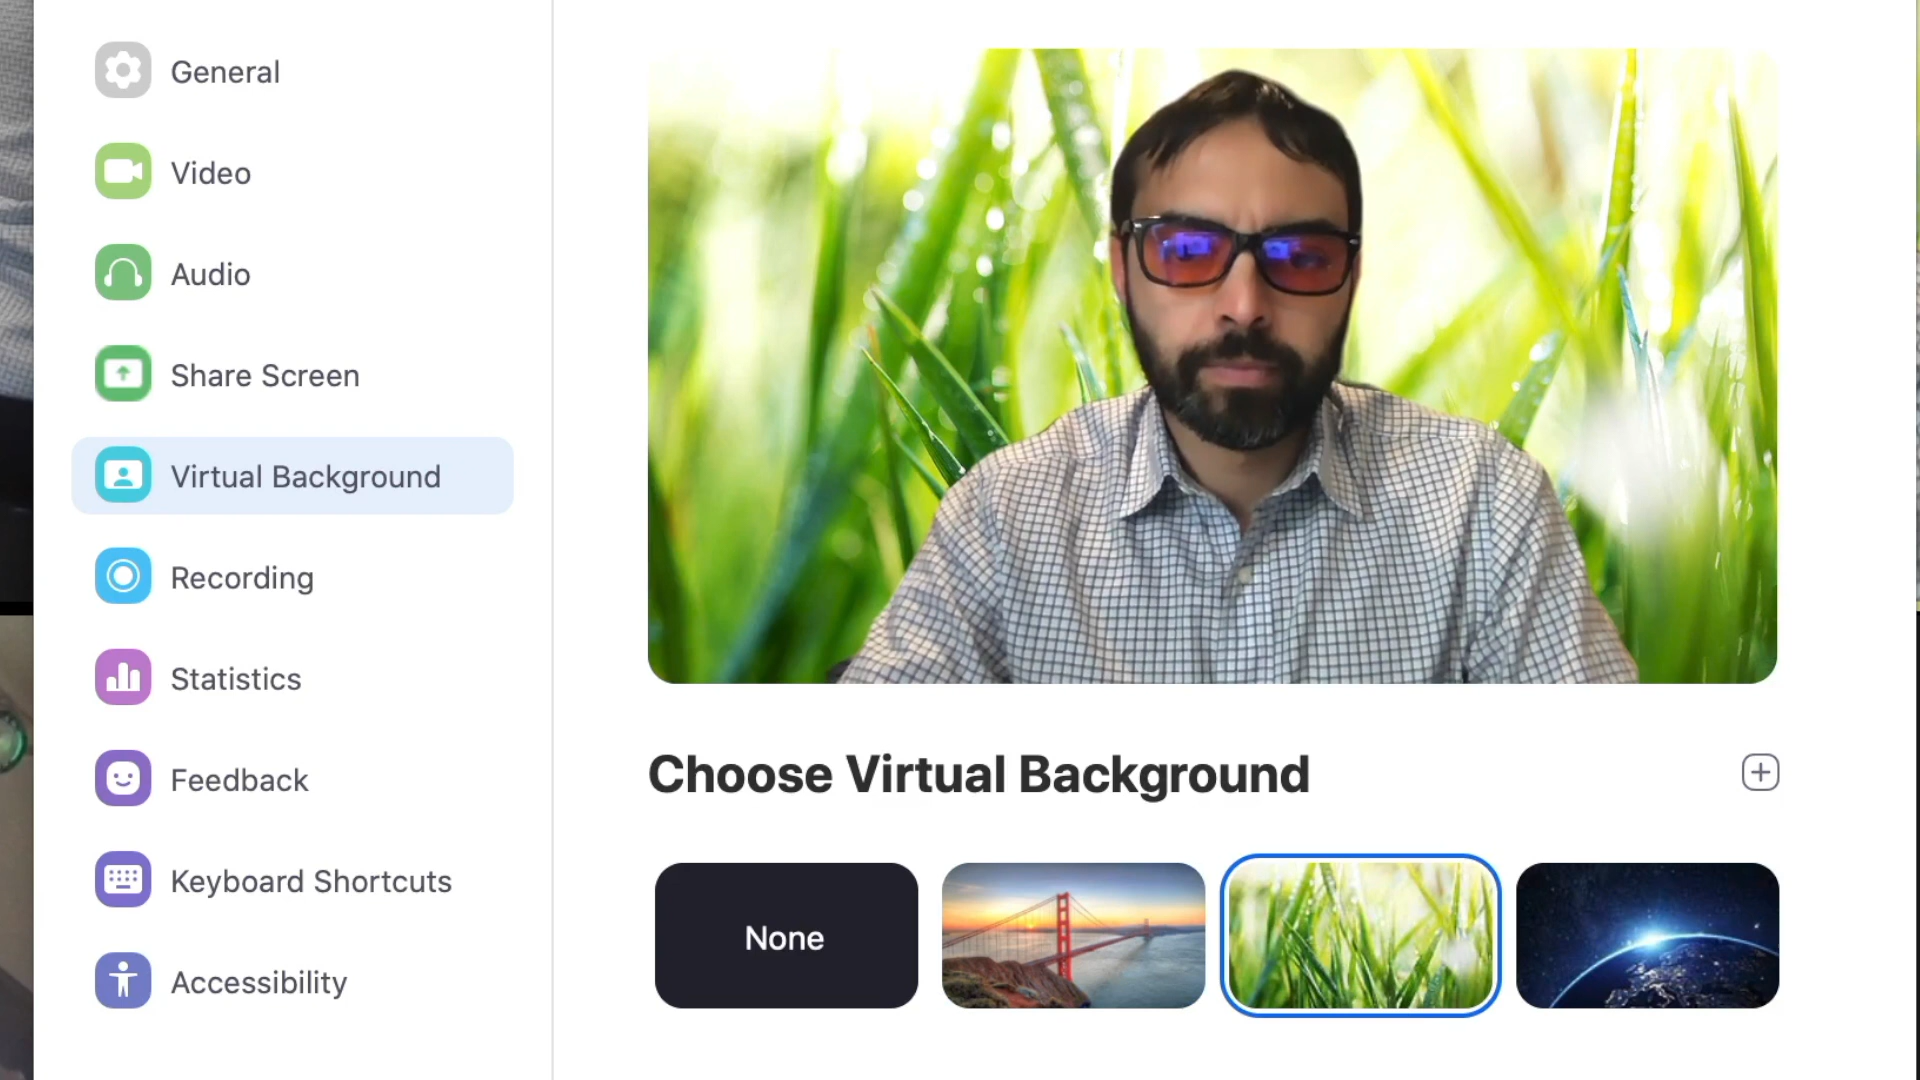 General
Video
Audio
Share Screen
Virtual Background
Recording
Statistics
Feedback
Keyboard Shortcuts
Accessibility
Choose Virtual Background
None